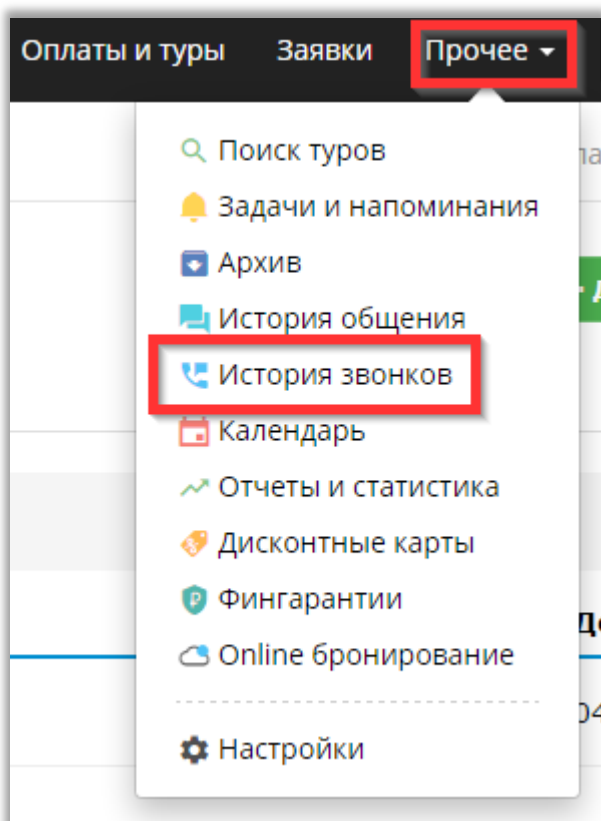 Оплаты и туры Заявки Прочее
Поиск туров
Задачи и напоминания
Архив
История общения
История звонков
Календарь
Отчеты и статистика
Дисконтные карты
Фингарантии
Online бронирование
04
Настройки